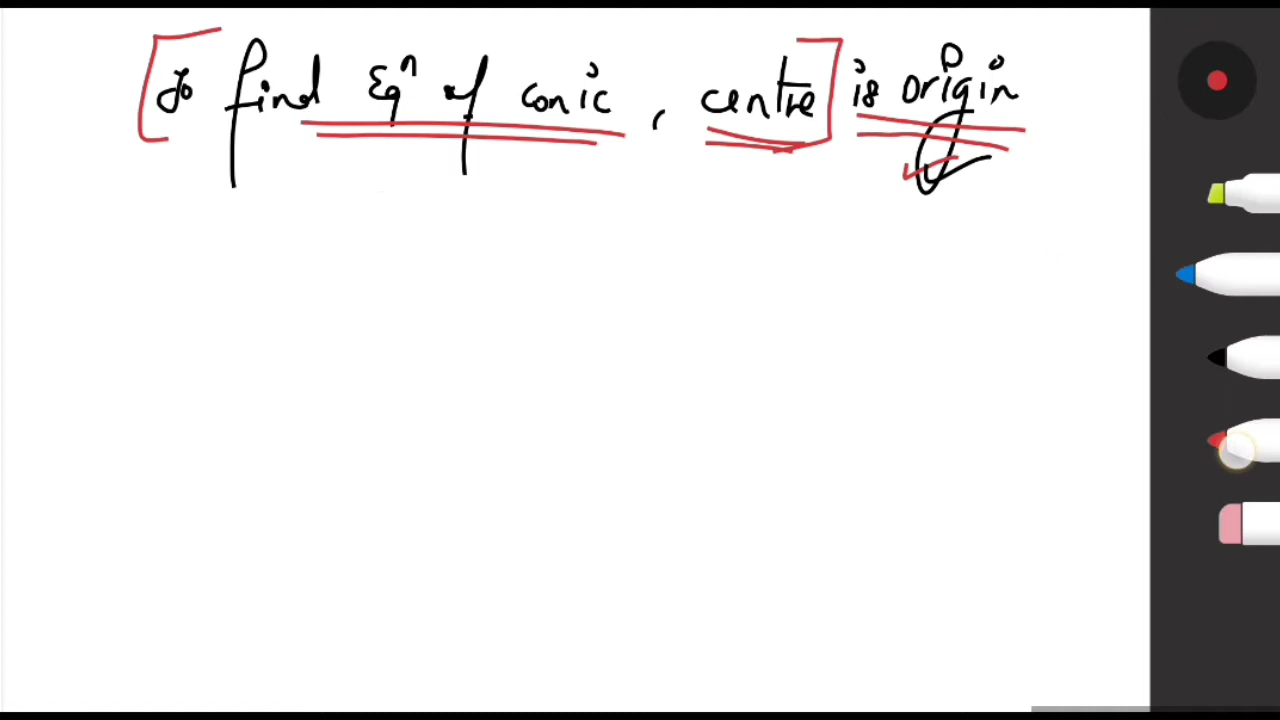 To find Eqⁿ of conic, centre is origin